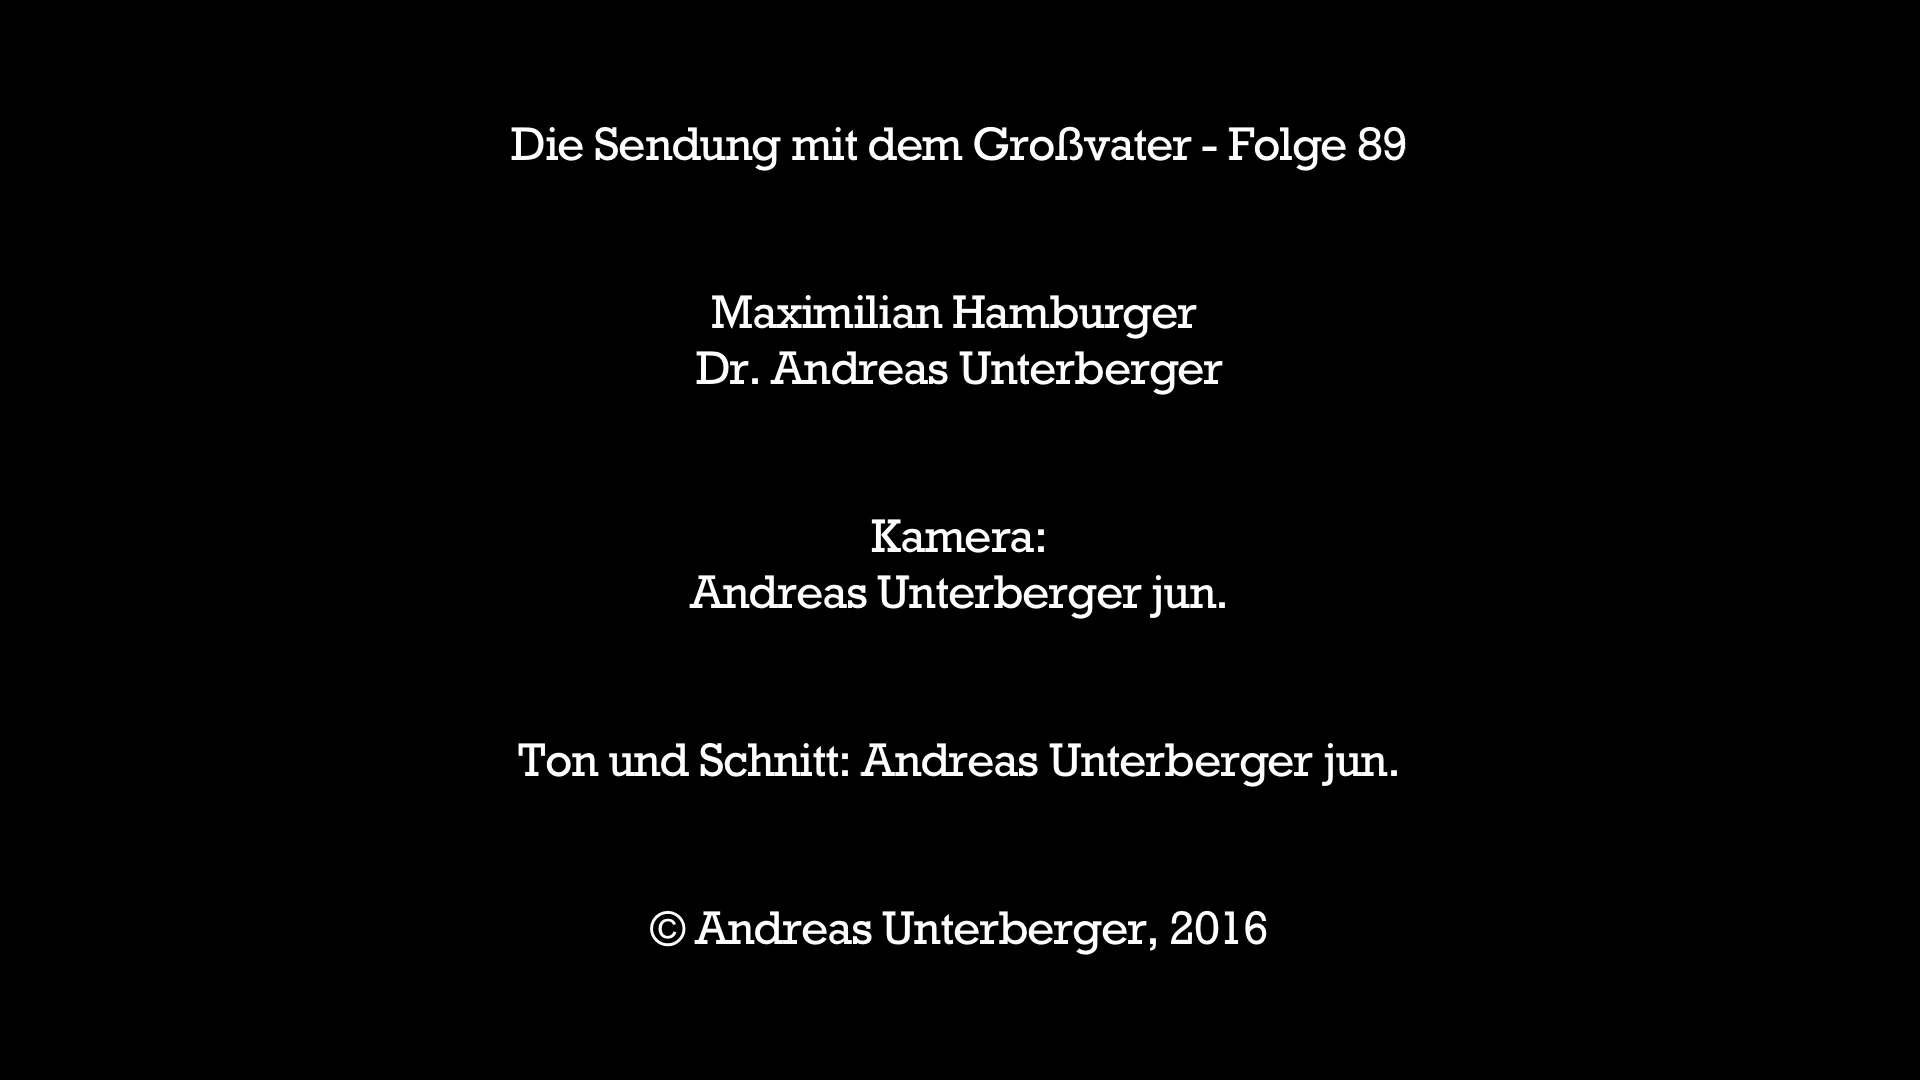 Die Sendung mit dem Großvater - Folge 89
Maximilian Hamburger
Dr. Andreas Unterberger
Kamera:
Andreas Unterberger jun.
Ton und Schnitt: Andreas Unterberger jun.
© Andreas Unterberger, 2016